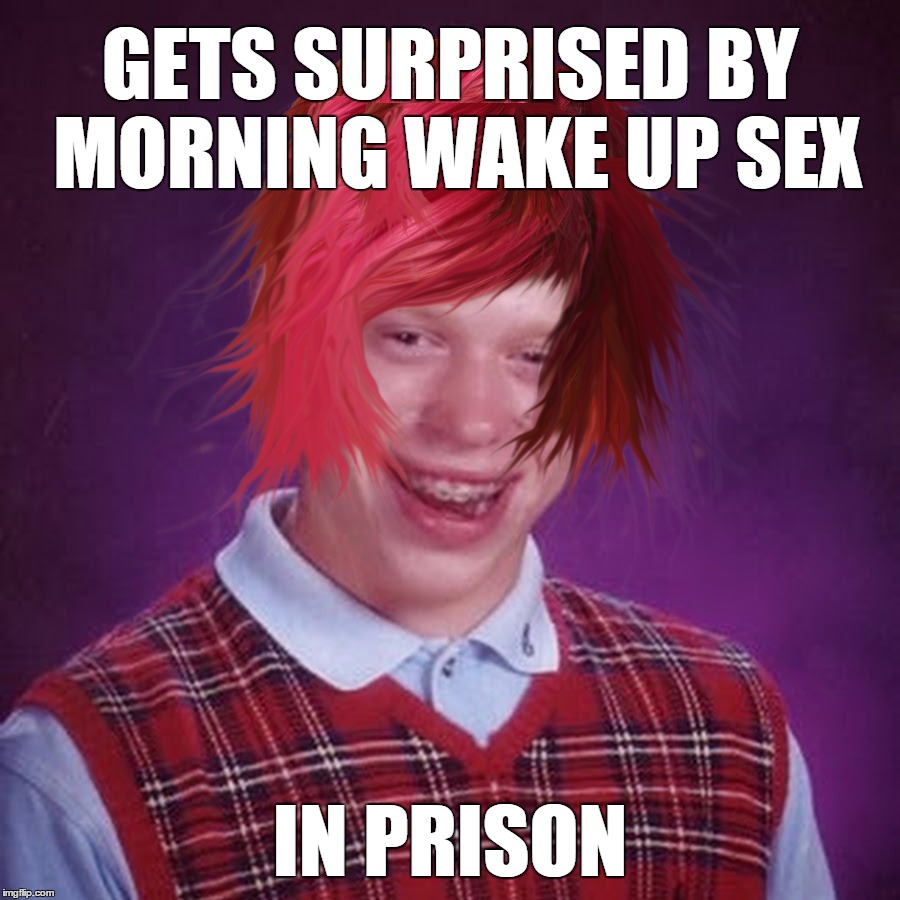 GETS SURPRISED BY
MORNING WAKE UP SEX
IN PRISON
imgflip.com